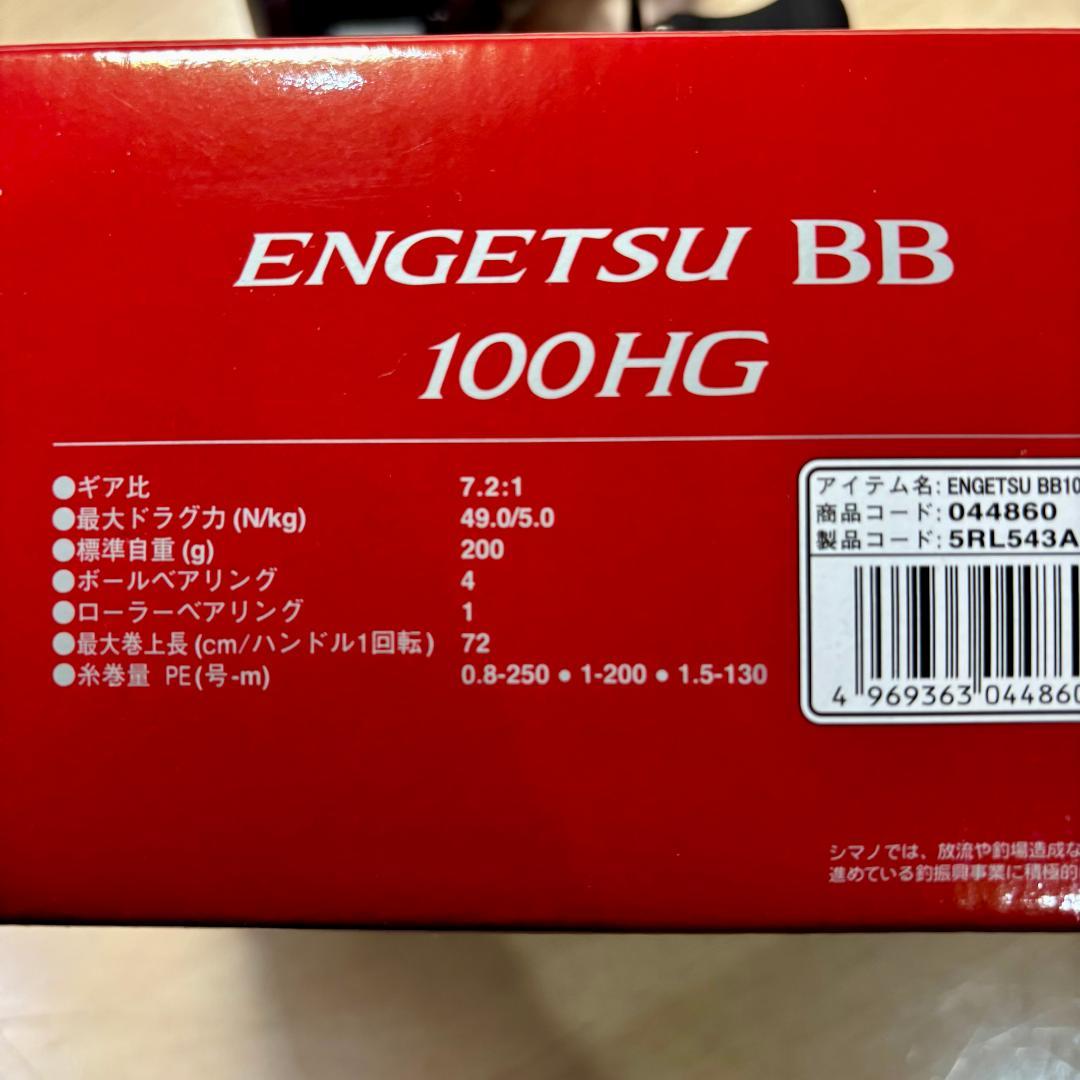 ENGETSU BB
100HG
●ギア比 7.2:1
●最大ドラグ力(N/kg) 49.0/5.0
●標準自重(g) 200
●ボールベアリング 4
●ローラーベアリング 1
●最大巻上長(cm/ハンドル1回転) 72
●糸巻量 PE(号-m) 0.8-250 ● 1-200 ● 1.5-130
アイテム名: ENGETSU BB10
商品コード: 044860
製品コード: 5RL543A
4 969363 044860
シマノでは、放流や釣場造成な
進めている釣振興事業に積極的